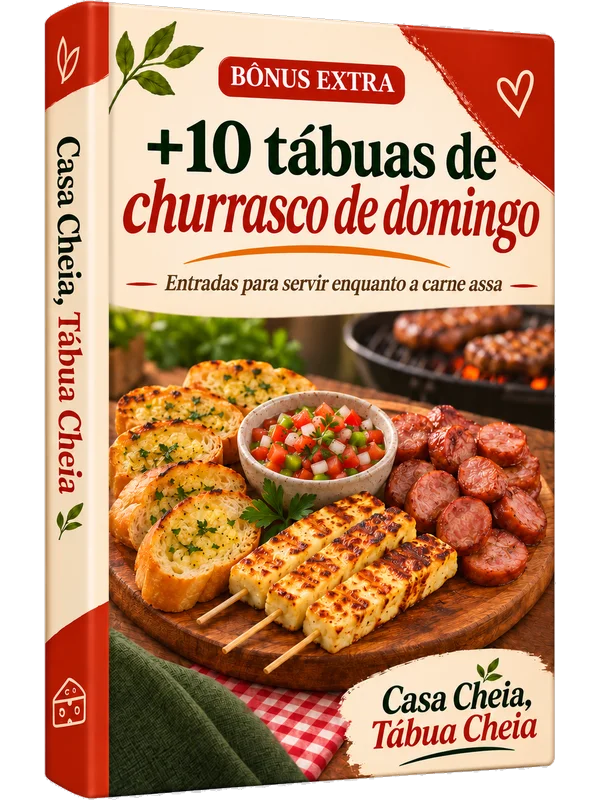 BÔNUS EXTRA
+10 tábuas de
churrasco de domingo
Entradas para servir enquanto a carne assa
Casa Cheia, Tábua Cheia
Casa Cheia,
Tábua Cheia